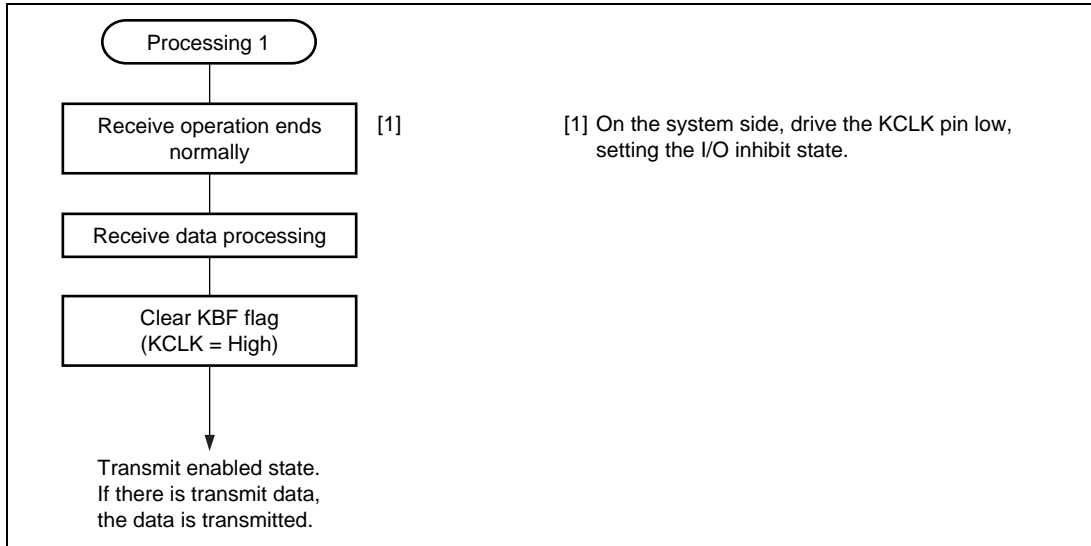 Processing 1
Receive operation ends
normally
[1]
[1] On the system side, drive the KCLK pin low,
setting the I/O inhibit state.
Receive data processing
Clear KBF flag
(KCLK = High)
Transmit enabled state.
If there is transmit data,
the data is transmitted.